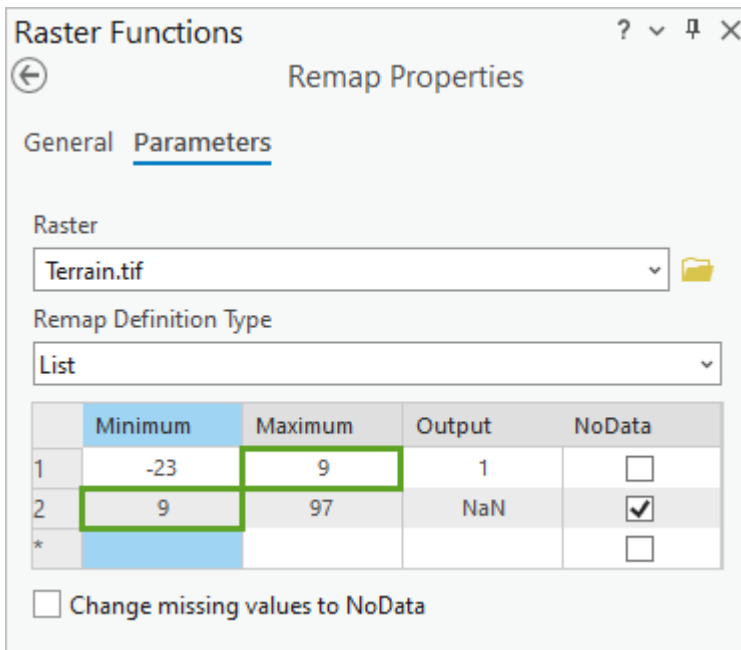 Raster Functions ?
Remap Properties
General Parameters
Raster
Terrain.tif
Remap Definition Type
List
Minimum Maximum Output NoData
1 -23 9 1
2 9 97 NaN
*
Change missing values to NoData